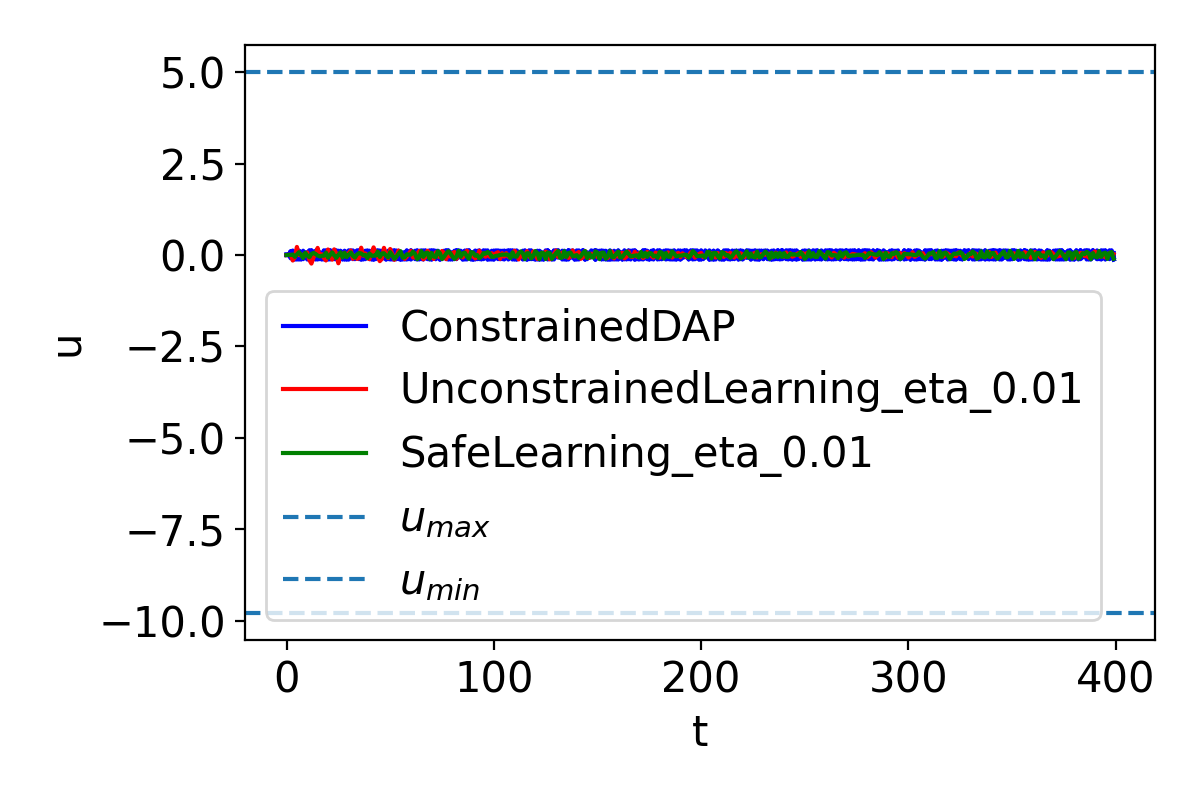 5.0
2.5
0.0
−2.5
−5.0
−7.5
−10.0
u
ConstrainedDAP
UnconstrainedLearning_eta_0.01
SafeLearning_eta_0.01
u_max
u_min
0 100 200 300 400
t